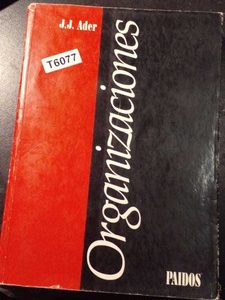 J.J. Ader
T6077
Organizaciones
PAIDOS